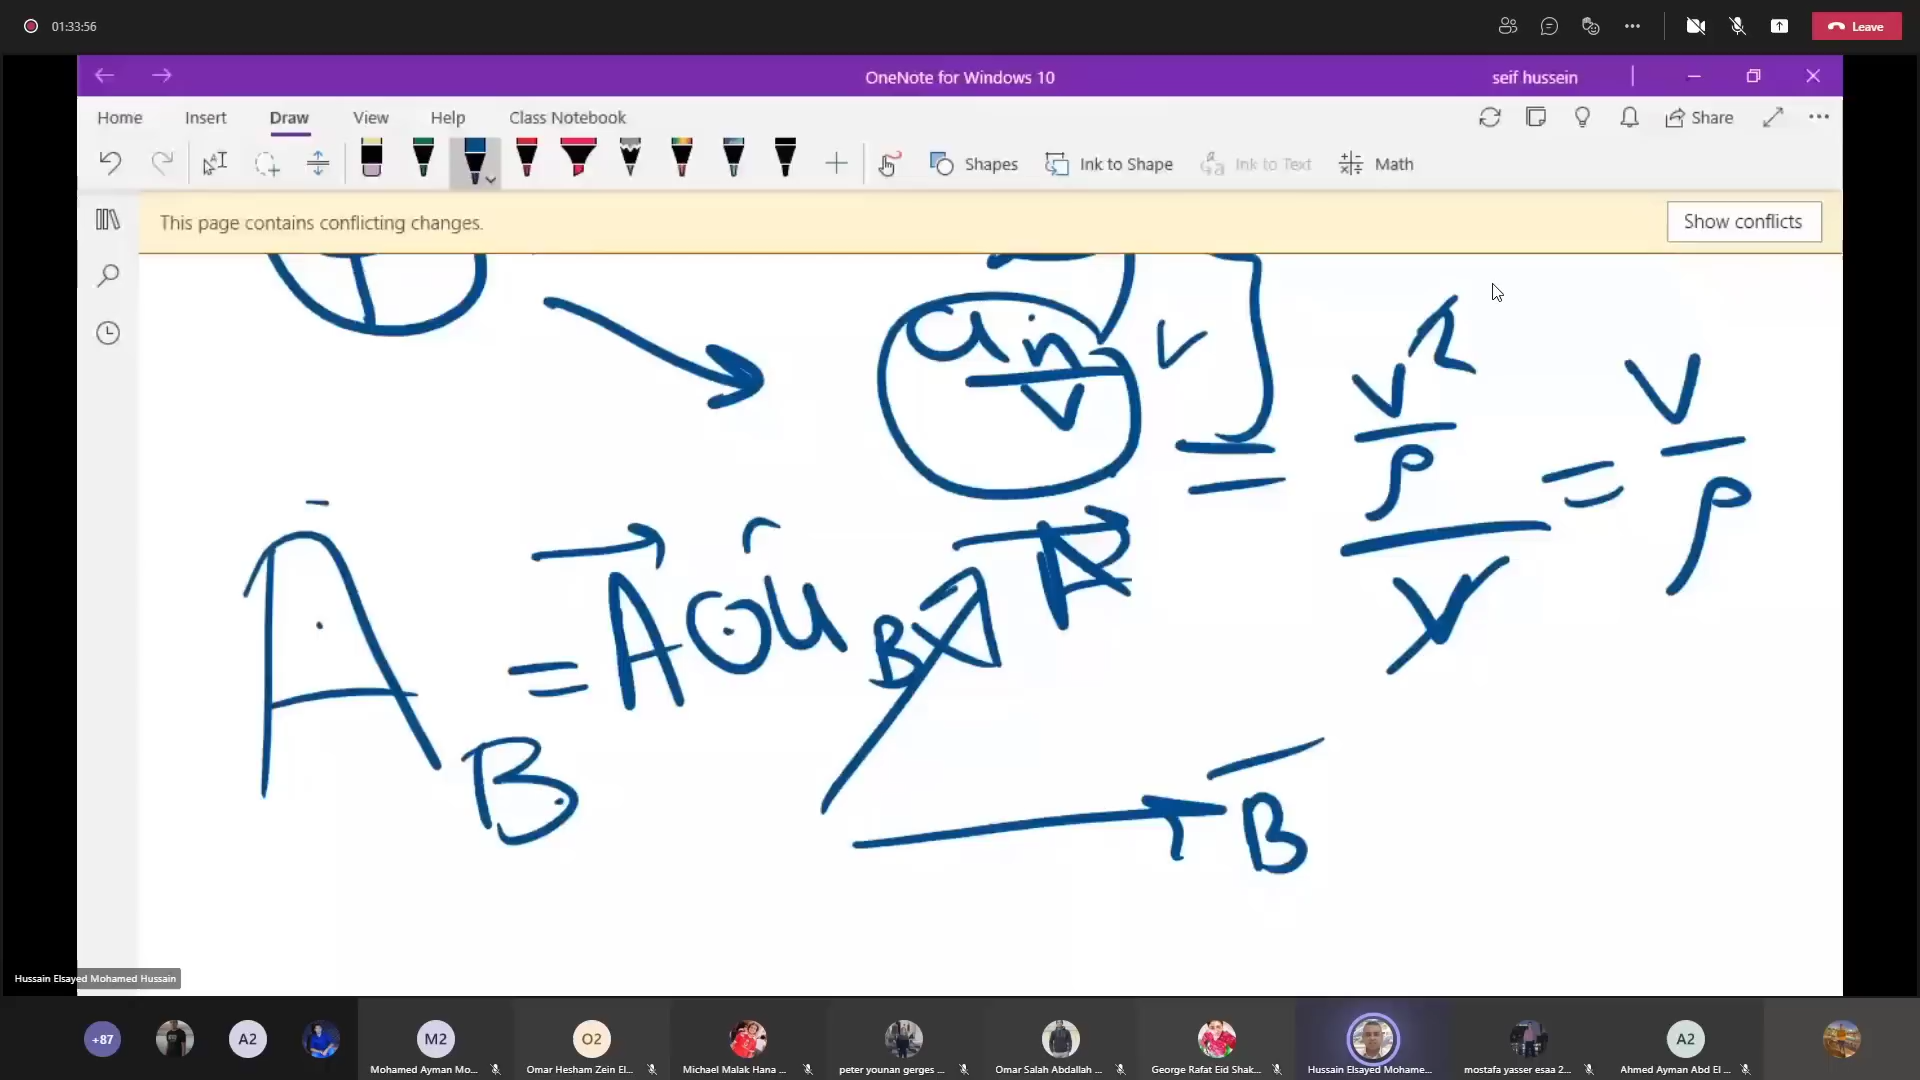 01:33:56
Leave
OneNote for Windows 10
seif hussein
Home Insert Draw View Help Class Notebook
Share
Shapes Ink to Shape Ink to Text Math
This page contains conflicting changes.
Show conflicts
an/V = (V²/ρ)/V = V/ρ
A_B = A⊙u_B
A
B
Hussain Elsayed Mohamed Hussain
+87
A2
M2
O2
A2
Mohamed Ayman Mo...
Omar Hesham Zein El...
Michael Malak Hana ...
peter younan gerges ...
Omar Salah Abdallah ...
George Rafat Eid Shak...
Hussain Elsayed Mohame...
mostafa yasser esaa 2...
Ahmed Ayman Abd El ...